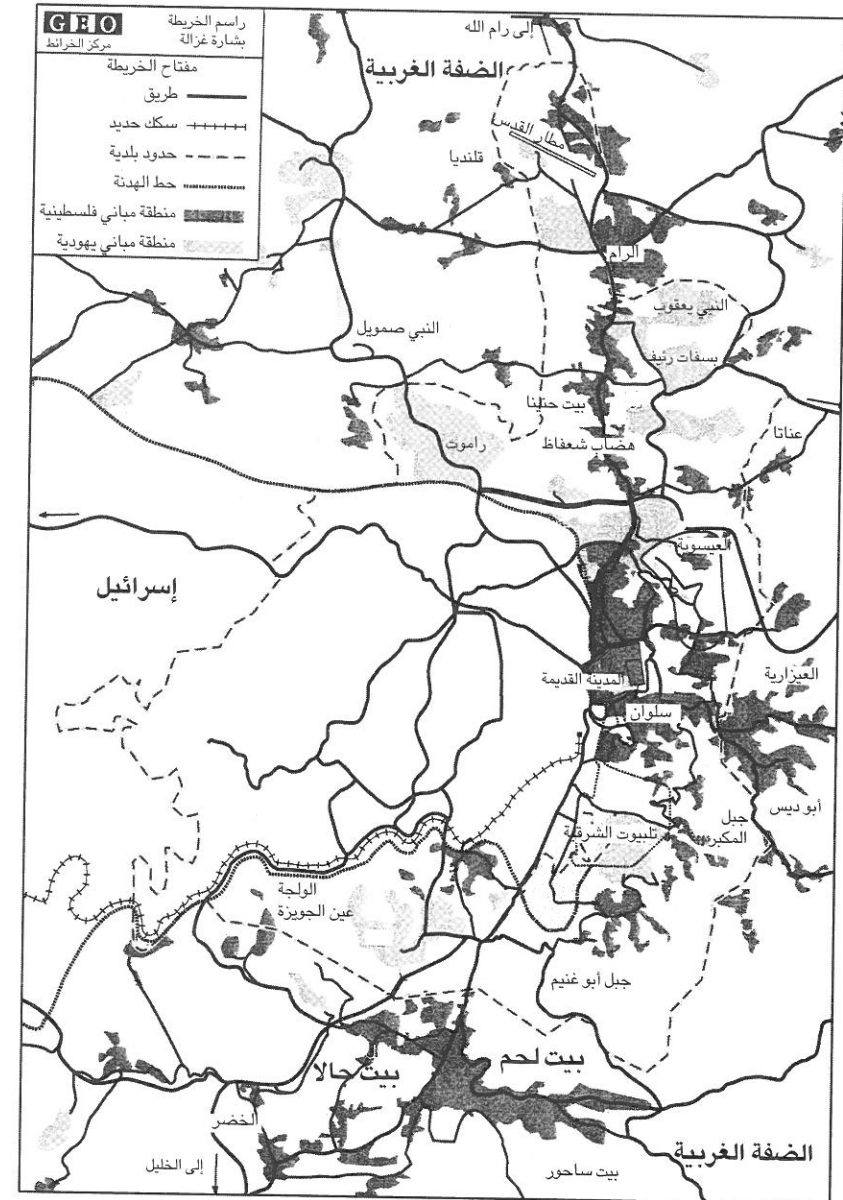 GEO
مركز الخرائط
راسم الخريطة
بشارة غزالة
مفتاح الخريطة
طريق
سكك حديد
حدود بلدية
خط الهدنة
منطقة مباني فلسطينية
منطقة مباني يهودية
إلى رام الله
الضفة الغربية
مطار القدس
قلنديا
الرام
النبي يعقوب
النبي صمويل
بسفات زئيف
بيت حنينا
عناتا
راموت
هضاب شعفاظ
العيسوية
إسرائيل
العيزارية
المدينة القديمة
سلوان
أبو ديس
جبل
المكبر
تلبيوت الشرقية
الولجة
عين الجويزة
جبل أبو غنيم
بيت لحم
بيت جالا
الخضر
الضفة الغربية
إلى الخليل
بيت ساحور